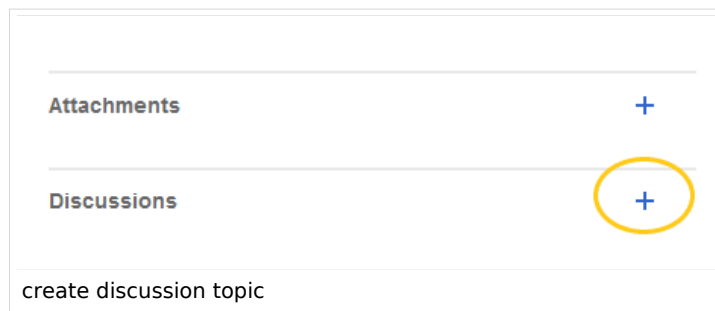 Attachments +
Discussions +
create discussion topic